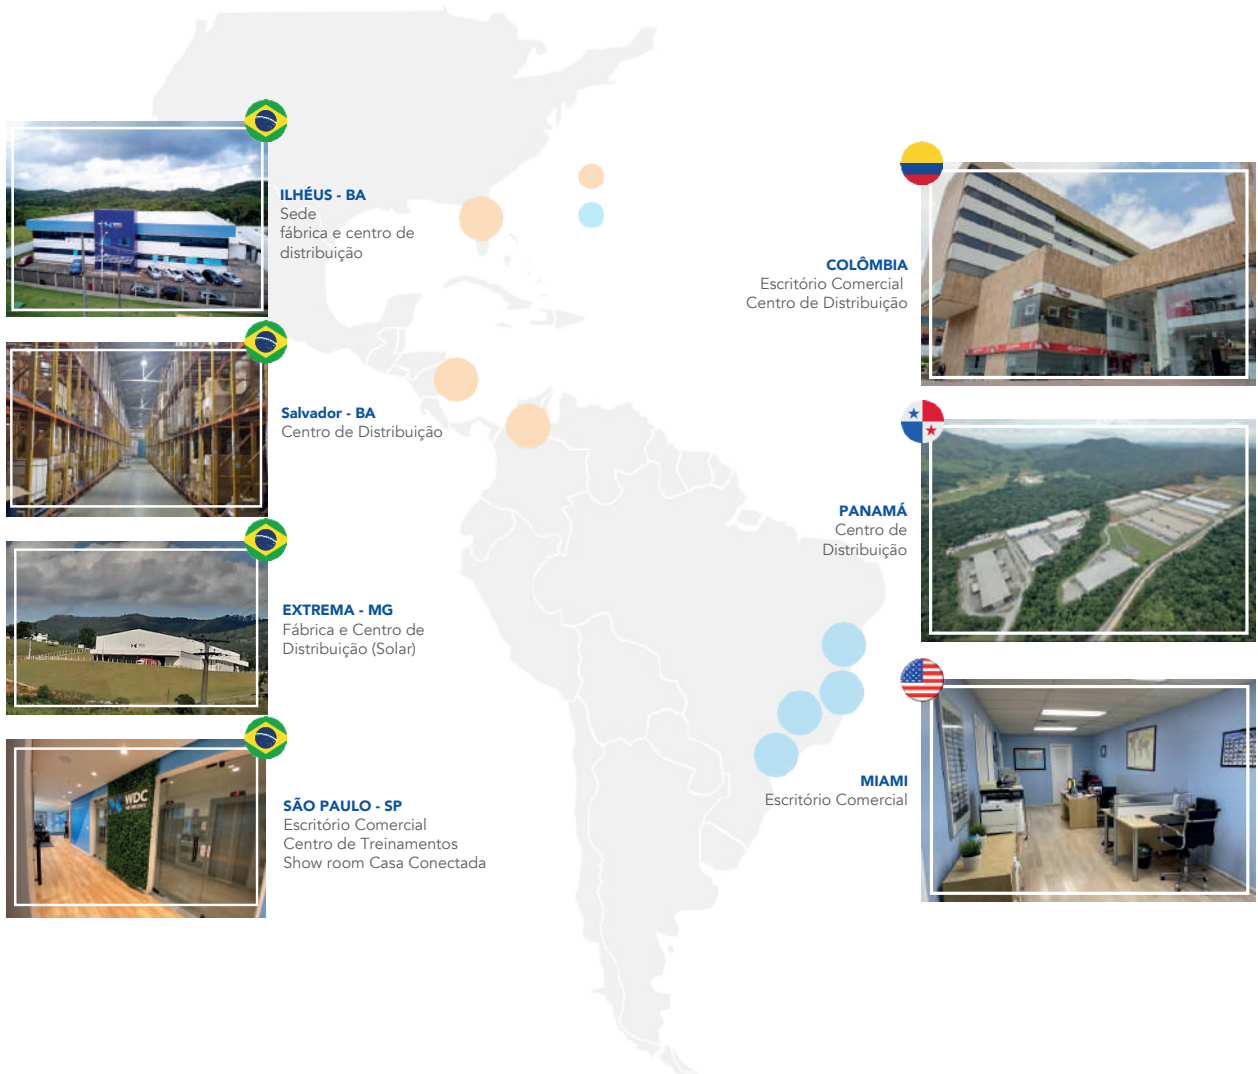 ILHÉUS - BA
Sede
fábrica e centro de
distribuição
Salvador - BA
Centro de Distribuição
EXTREMA - MG
Fábrica e Centro de
Distribuição (Solar)
WDC
SÃO PAULO - SP
Escritório Comercial
Centro de Treinamentos
Show room Casa Conectada
COLÔMBIA
Escritório Comercial
Centro de Distribuição
PANAMÁ
Centro de
Distribuição
MIAMI
Escritório Comercial